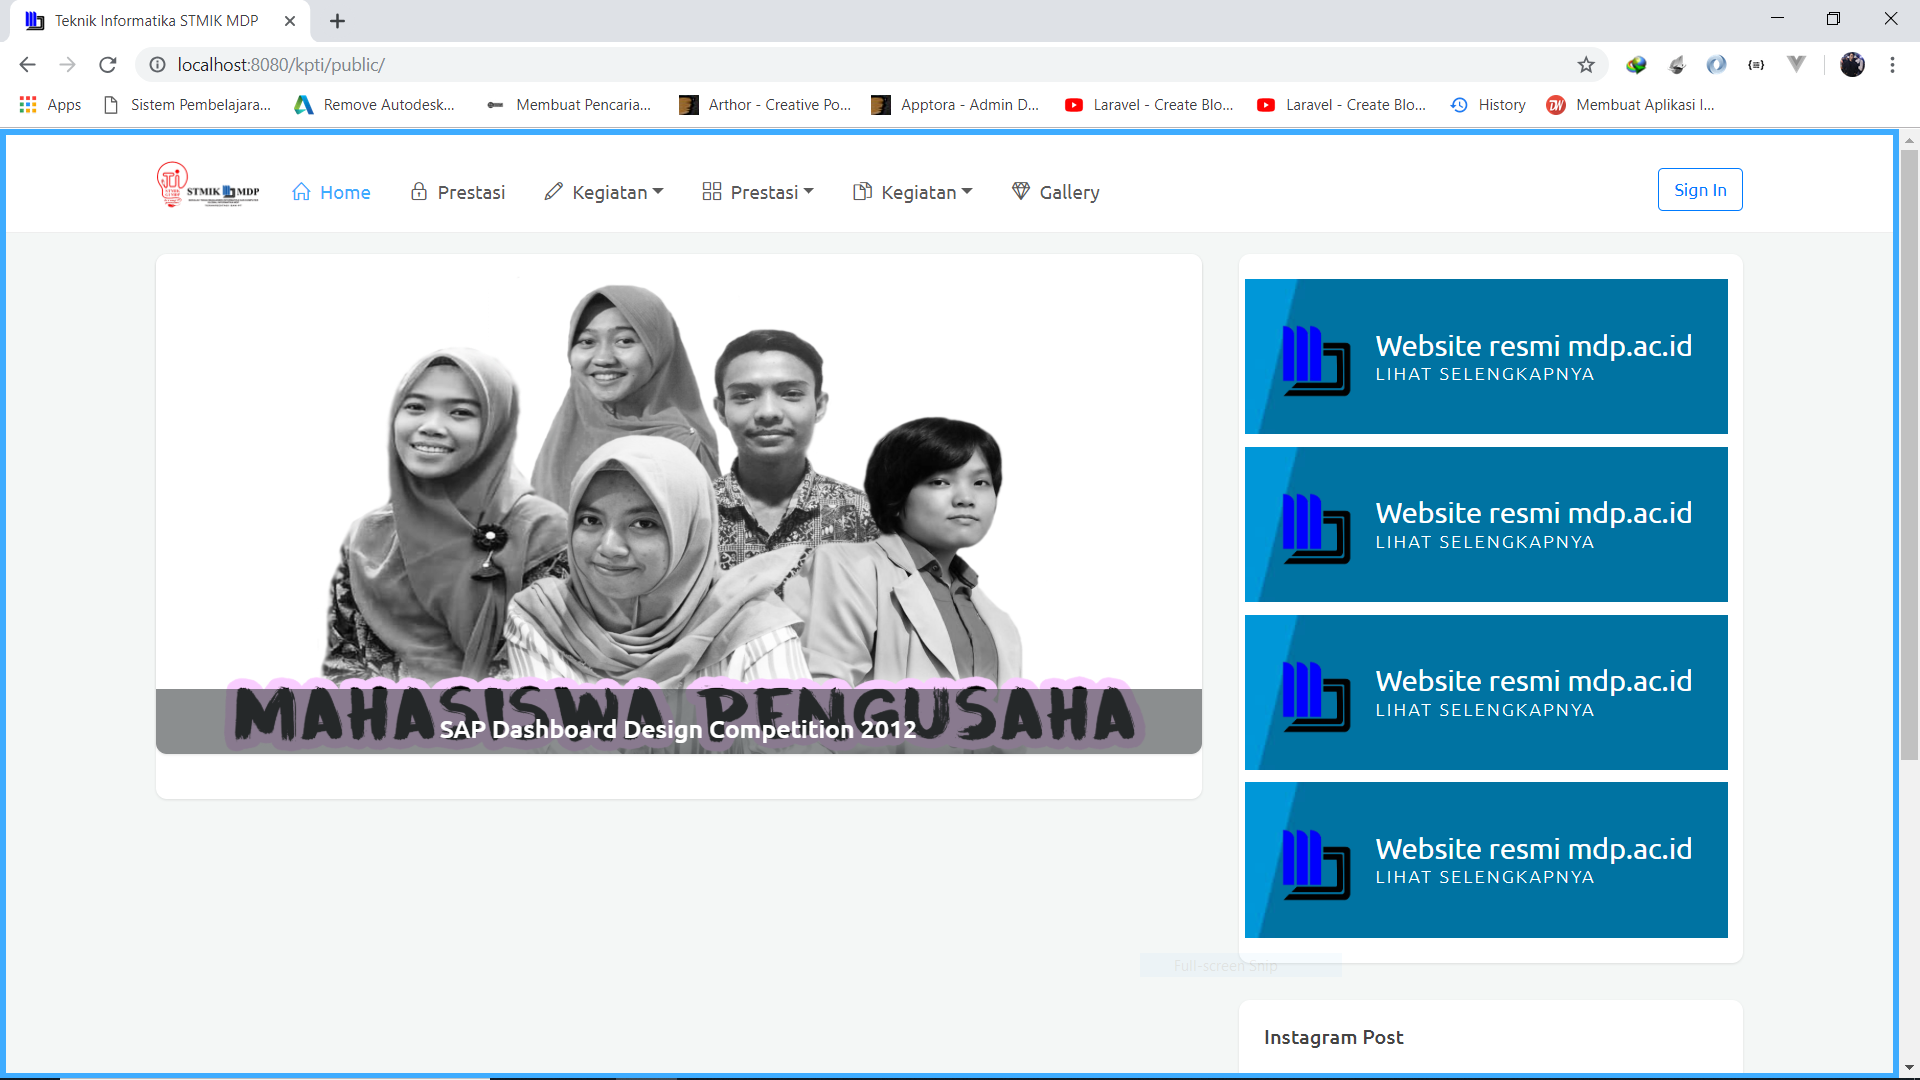 Teknik Informatika STMIK MDP
localhost:8080/kpti/public/
Apps
Sistem Pembelajara...
Remove Autodesk...
Membuat Pencaria...
Arthor - Creative Po...
Apptora - Admin D...
Laravel - Create Blo...
Laravel - Create Blo...
History
Membuat Aplikasi I...
STMIK MDP
Home
Prestasi
Kegiatan
Prestasi
Kegiatan
Gallery
Sign In
MAHASISWA PENGUSAHA
SAP Dashboard Design Competition 2012
Website resmi mdp.ac.id
LIHAT SELENGKAPNYA
Website resmi mdp.ac.id
LIHAT SELENGKAPNYA
Website resmi mdp.ac.id
LIHAT SELENGKAPNYA
Website resmi mdp.ac.id
LIHAT SELENGKAPNYA
Full-screen Snip
Instagram Post